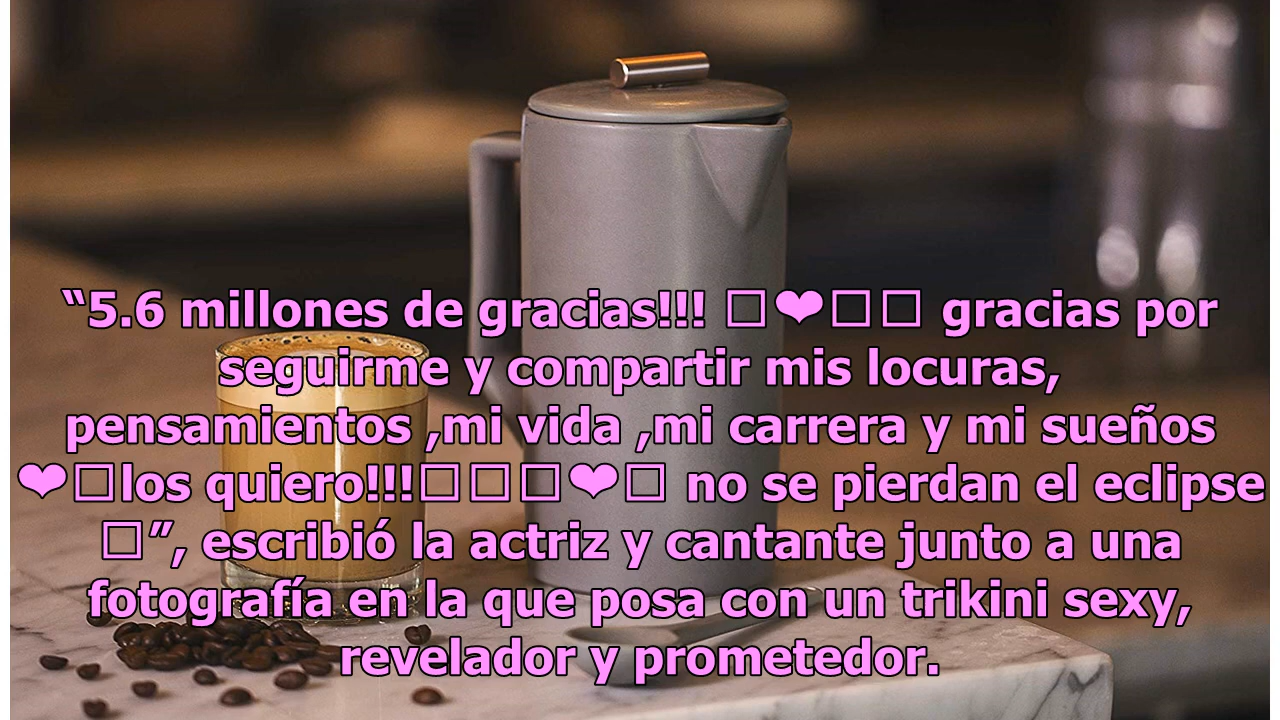 “5.6 millones de gracias!!! □❤□□ gracias por
seguirme y compartir mis locuras,
pensamientos ,mi vida ,mi carrera y mi sueños
❤□los quiero!!!□□□❤□ no se pierdan el eclipse
□”, escribió la actriz y cantante junto a una
fotografía en la que posa con un trikini sexy,
revelador y prometedor.